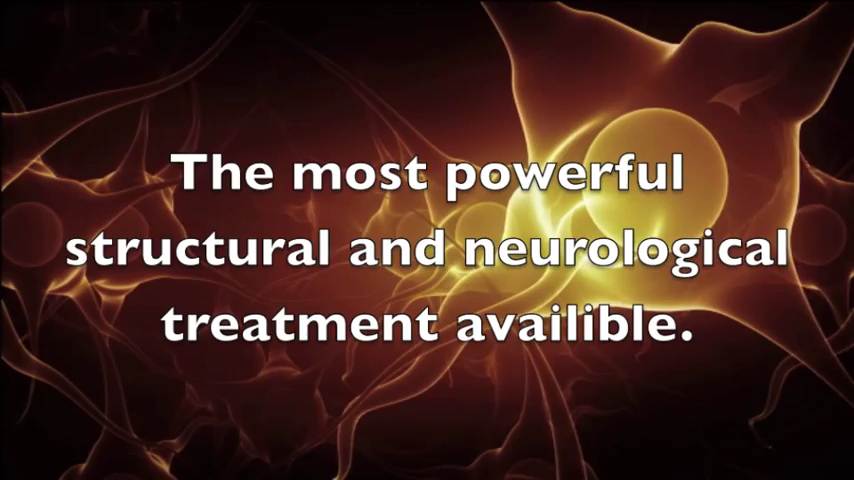 The most powerful
structural and neurological
treatment availible.